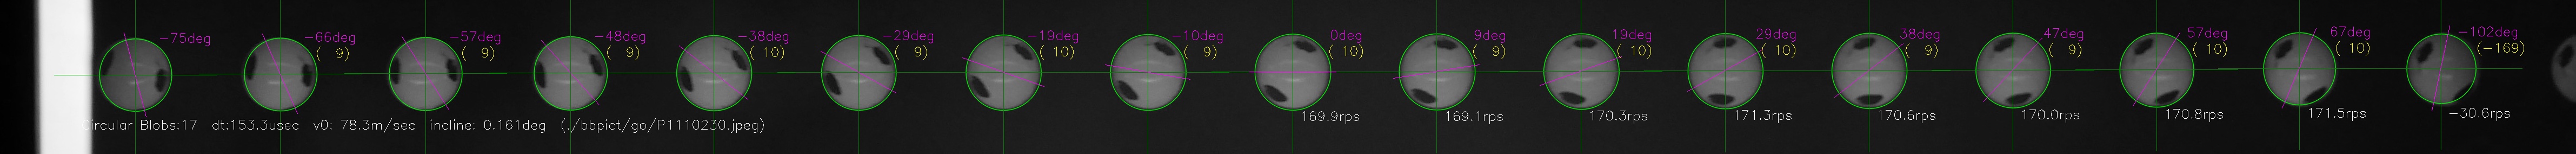 -75deg
-66deg
( 9)
-57deg
( 9)
-48deg
( 9)
-38deg
( 10)
-29deg
( 9)
-19deg
( 10)
-10deg
( 9)
0deg
( 10)
9deg
( 9)
19deg
( 10)
29deg
( 10)
38deg
( 9)
47deg
( 9)
57deg
( 10)
67deg
( 10)
-102deg
(-169)
169.9rps
169.1rps
170.3rps
171.3rps
170.6rps
170.0rps
170.8rps
171.5rps
-30.6rps
Circular Blobs:17 dt:153.3usec v0: 78.3m/sec incline: 0.161deg (./bbpict/go/P1110230.jpeg)